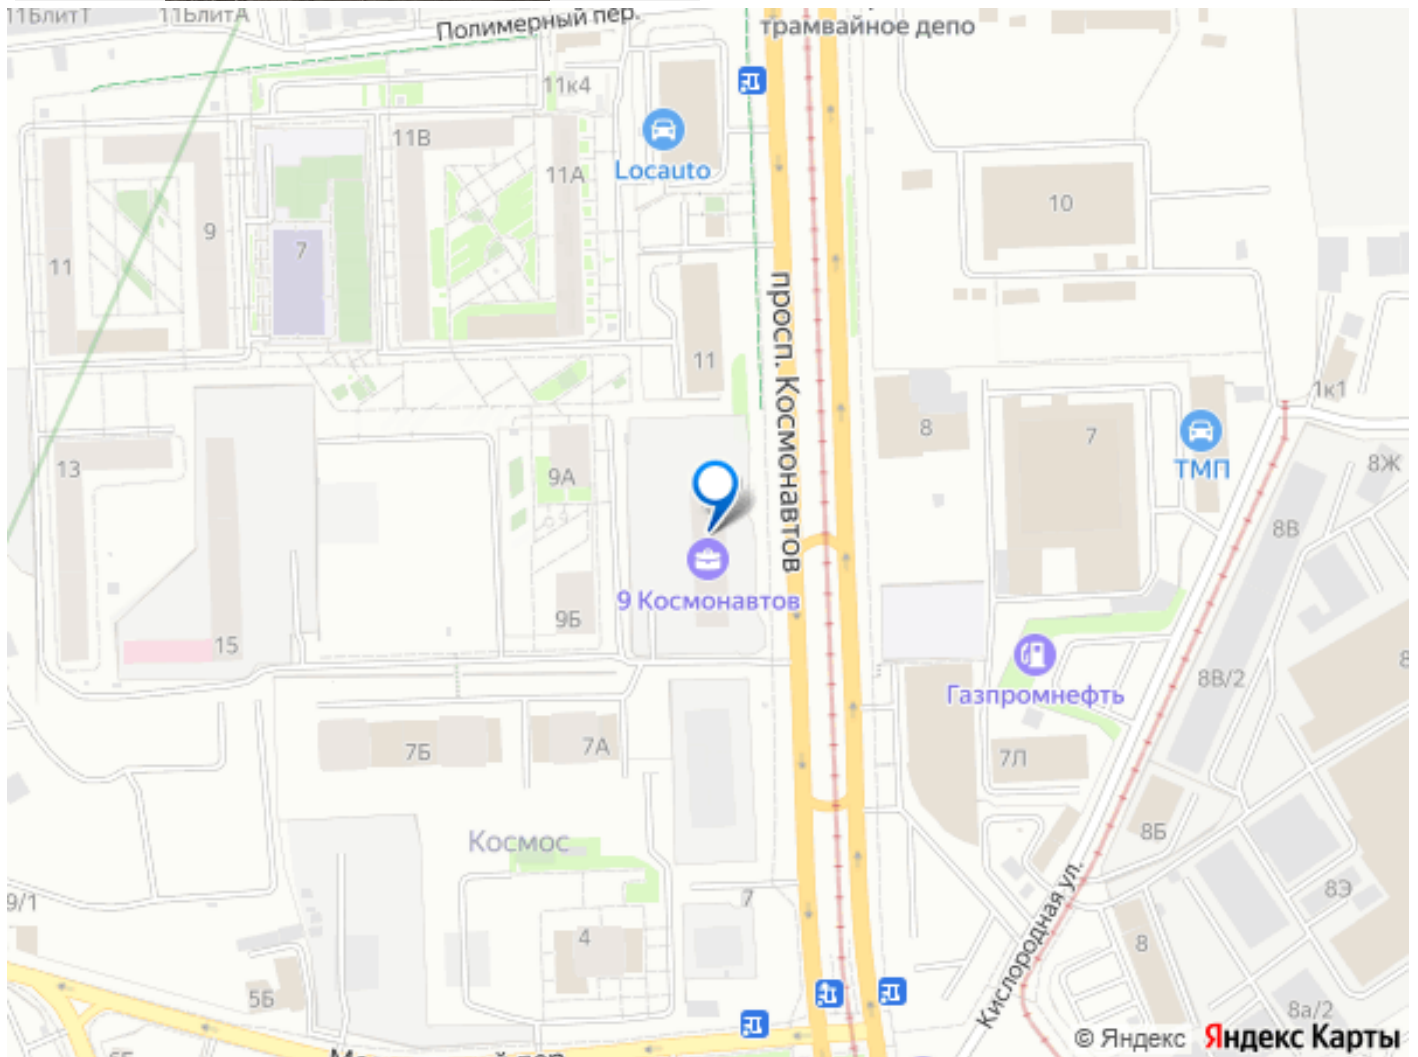 11БлитТ
11БлитА
Полимерный пер.
трамвайное депо
11к4
11В
11А
Locauto
10
9
7
11
11
просп. Космонавтов
1к1
8
7
ТМП
8Ж
13
9А
8В
9 Космонавтов
9Б
15
Газпромнефть
8В/2
7Б
7А
7Л
Космос
8Б
9/1
7
8Э
4
Кислородная ул.
8
5Б
8а/2
© Яндекс Яндекс Карты